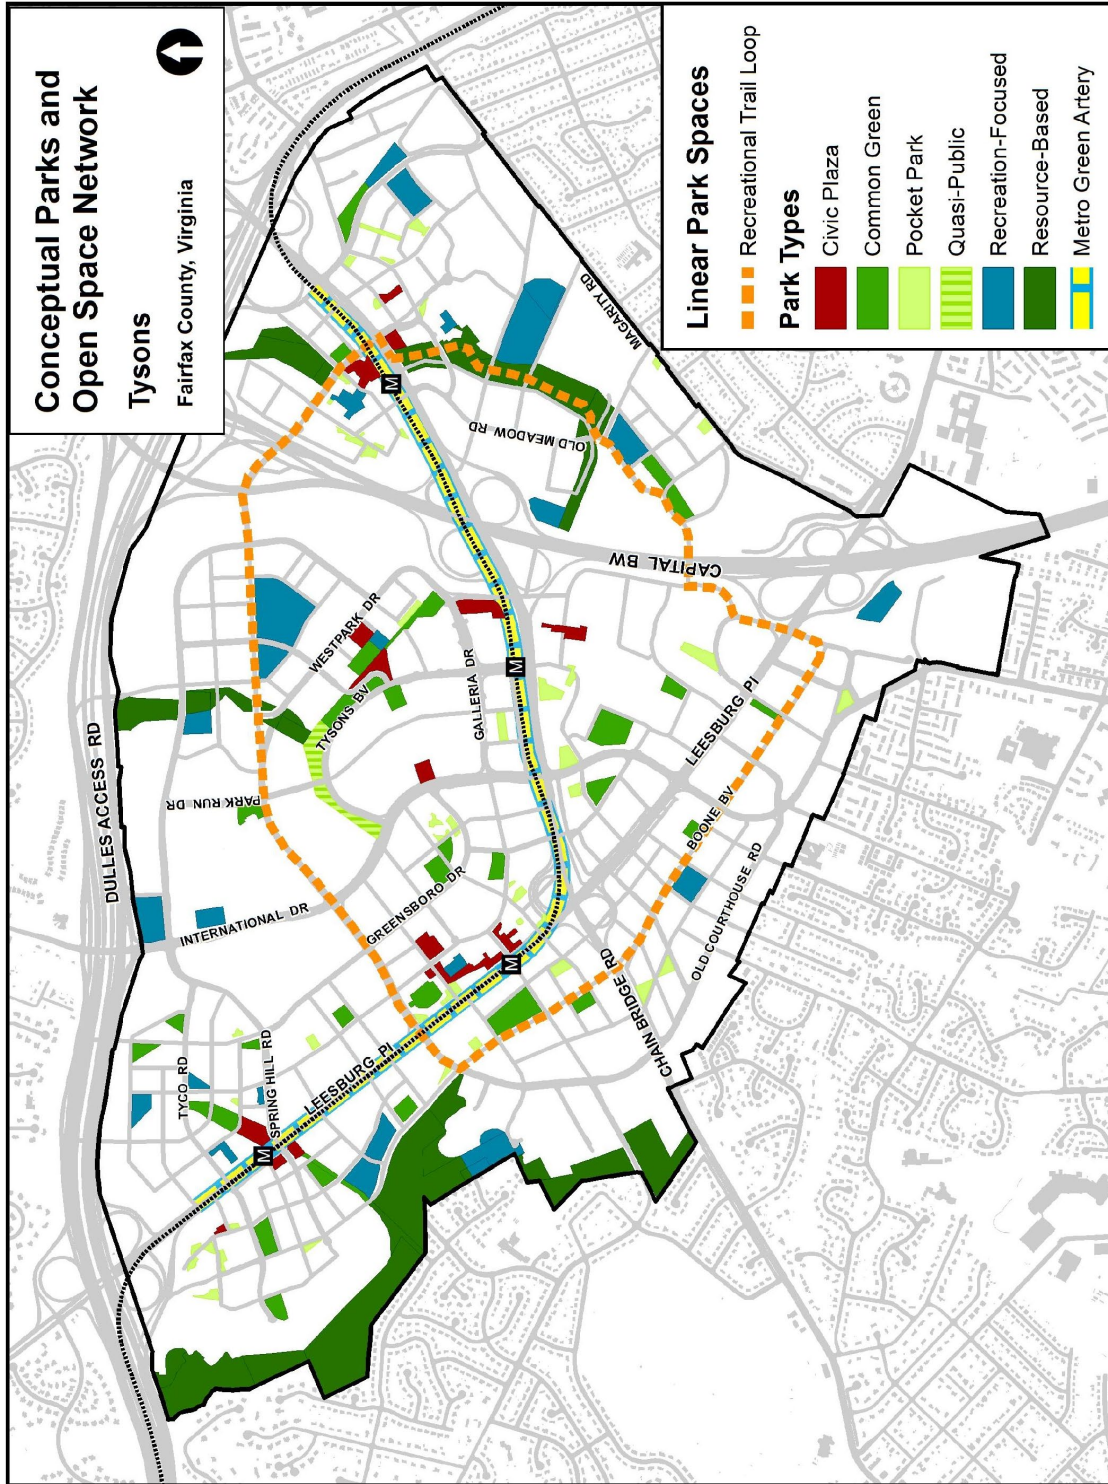 Conceptual Parks and
Open Space Network
Tysons
Fairfax County, Virginia
DULLES ACCESS RD
TYCO RD
SPRING HILL RD
LEESBURG PI
INTERNATIONAL DR
PARK RUN DR
GREENSBORO DR
TYSONS BV
WESTPARK DR
GALLERIA DR
OLD MEADOW RD
MAGARITY RD
CAPITAL BW
LEESBURG PI
BOONE BV
OLD COURTHOUSE RD
CHAIN BRIDGE RD
M
M
M
M
Linear Park Spaces
Recreational Trail Loop
Park Types
Civic Plaza
Common Green
Pocket Park
Quasi-Public
Recreation-Focused
Resource-Based
Metro Green Artery